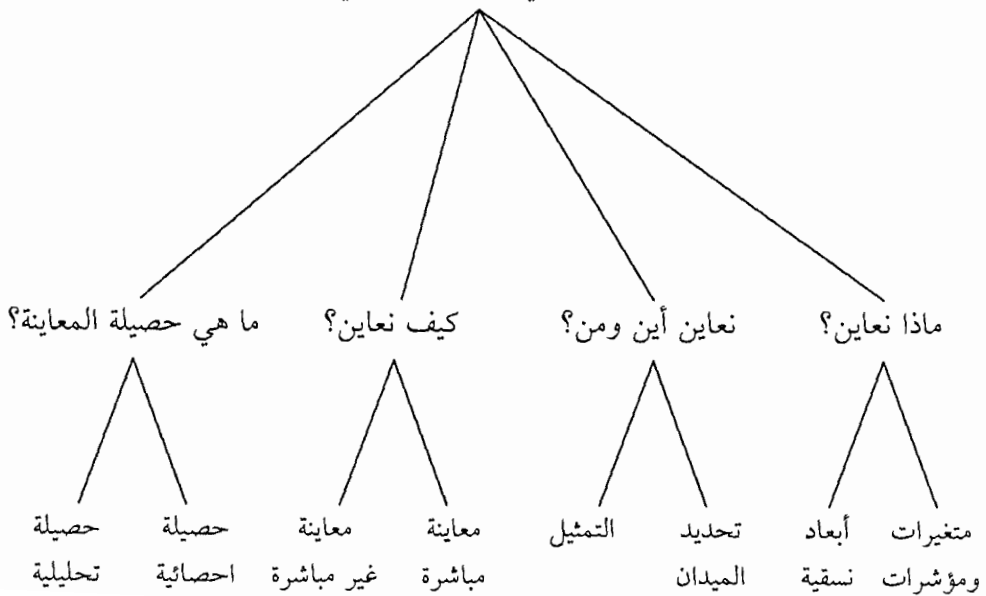 ماذا نعاين؟ نعاين أين ومن؟ كيف نعاين؟ ما هي حصيلة المعاينة؟
متغيرات أبعاد تحديد التمثيل معاينة معاينة حصيلة حصيلة
ومؤشرات نسقية الميدان مباشرة غير مباشرة احصائية تحليلية